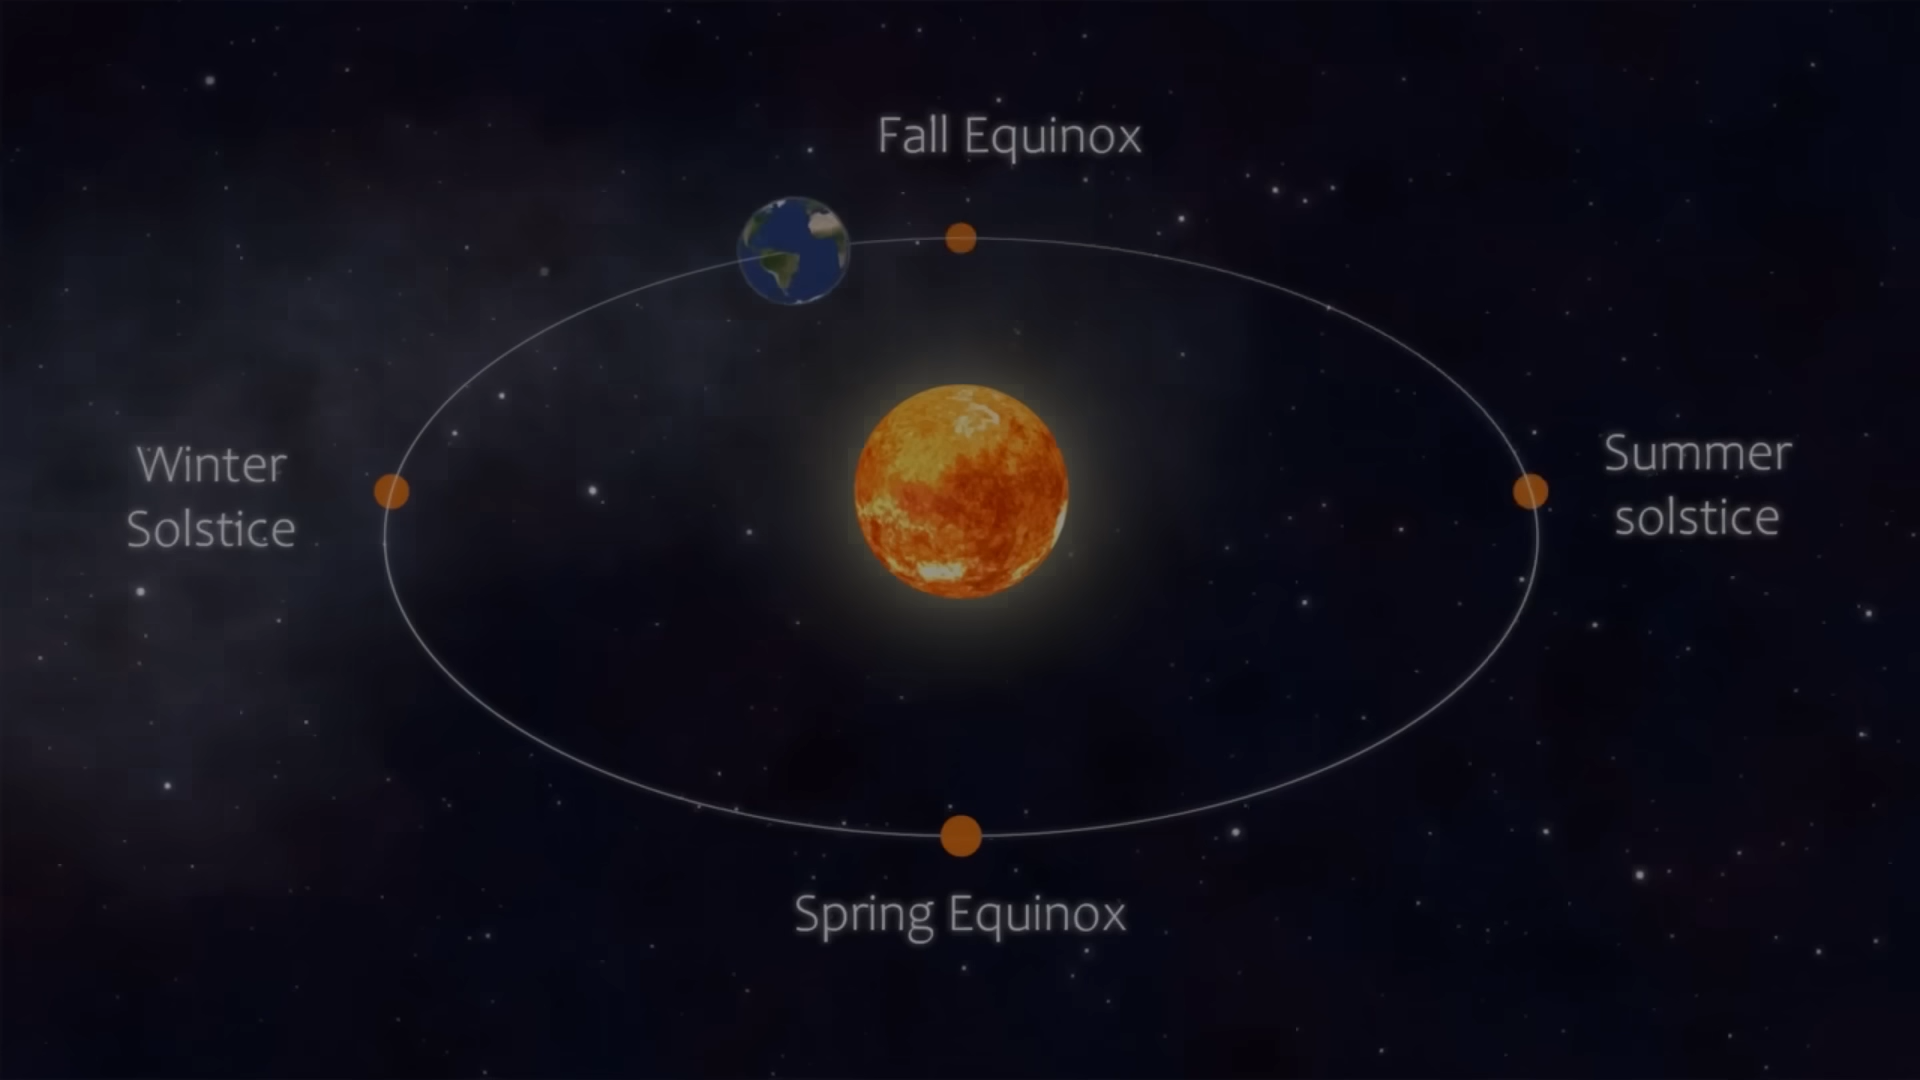 Fall Equinox
Winter
Solstice
Summer
solstice
Spring Equinox